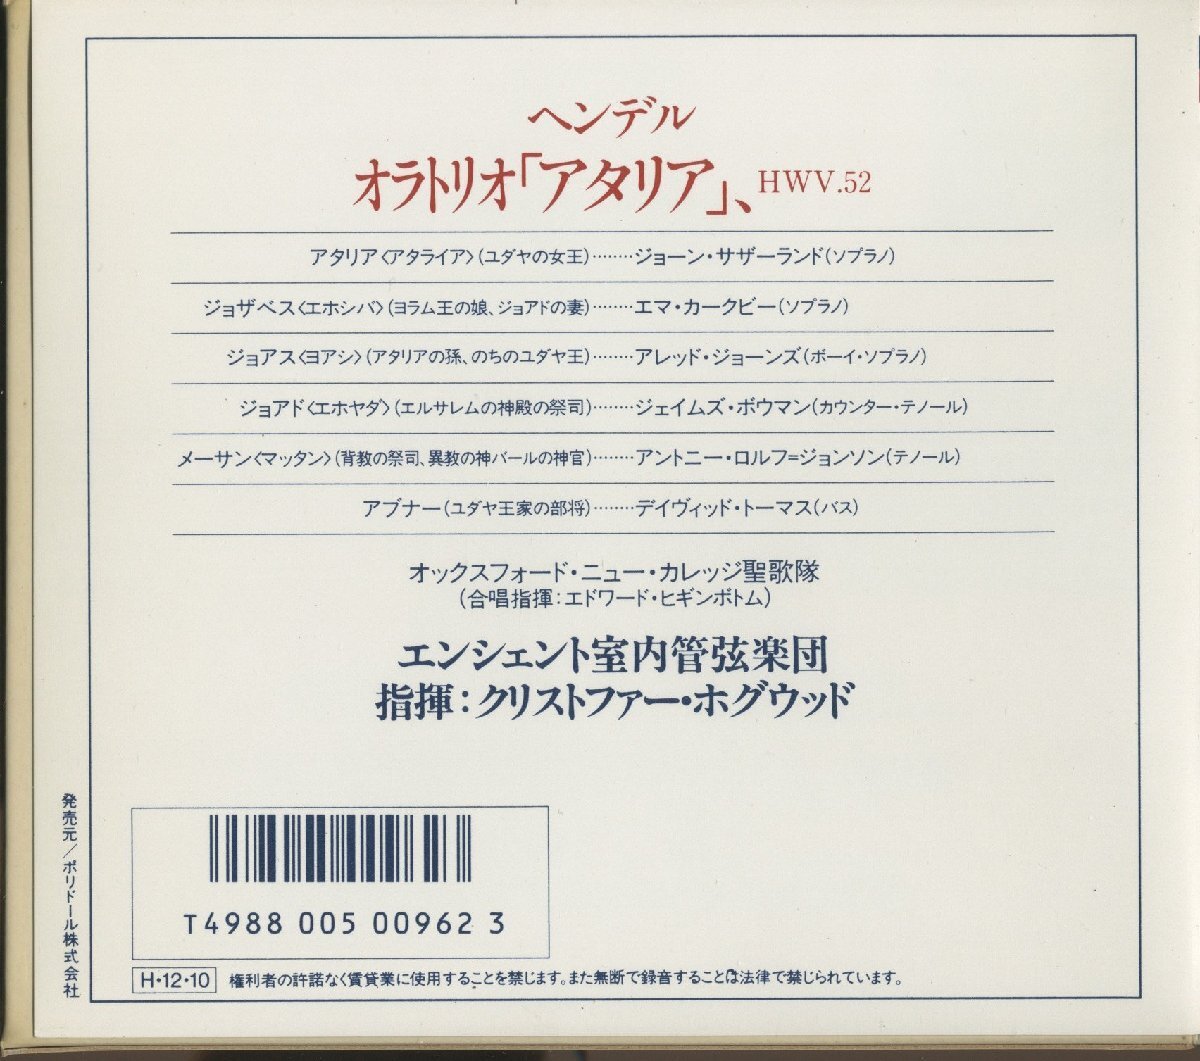 ヘンデル
オラトリオ「アタリア」、HWV.52
アタリア〈アタライア〉(ユダヤの女王)········ジョーン・サザーランド(ソプラノ)
ジョザベス〈エホシバ〉(ヨラム王の娘、ジョアドの妻)········エマ・カークビー(ソプラノ)
ジョアス〈ヨアシ〉(アタリアの孫、のちのユダヤ王)········アレッド・ジョーンズ(ボーイ・ソプラノ)
ジョアド〈エホヤダ〉(エルサレムの神殿の祭司)········ジェイムズ・ボウマン(カウンター・テノール)
メーサン〈マッタン〉(背教の祭司、異教の神バールの神官)········アントニー・ロルフ=ジョンソン(テノール)
アブナー(ユダヤ王家の部将)········デイヴィッド・トーマス(バス)
オックスフォード・ニュー・カレッジ聖歌隊
(合唱指揮：エドワード・ヒギンボトム)
エンシェント室内管弦楽団
指揮：クリストファー・ホグウッド
T4988 005 00962 3
H・12・10 権利者の許諾なく賃貸業に使用することを禁じます。また無断で録音することは法律で禁じられています。
発売元／ポリドール株式会社